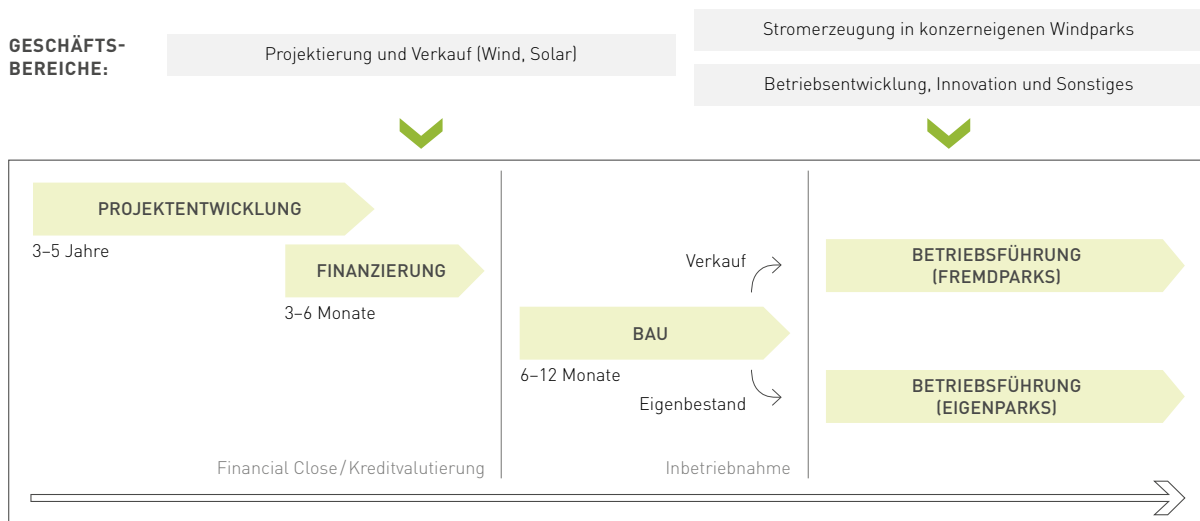 GESCHÄFTS-
BEREICHE:
Projektierung und Verkauf (Wind, Solar)
Stromerzeugung in konzerneigenen Windparks
Betriebsentwicklung, Innovation und Sonstiges
PROJEKTENTWICKLUNG
3–5 Jahre
FINANZIERUNG
3–6 Monate
Financial Close/Kreditvalutierung
BAU
6–12 Monate
Verkauf
Eigenbestand
Inbetriebnahme
BETRIEBSFÜHRUNG
(FREMDPARKS)
BETRIEBSFÜHRUNG
(EIGENPARKS)